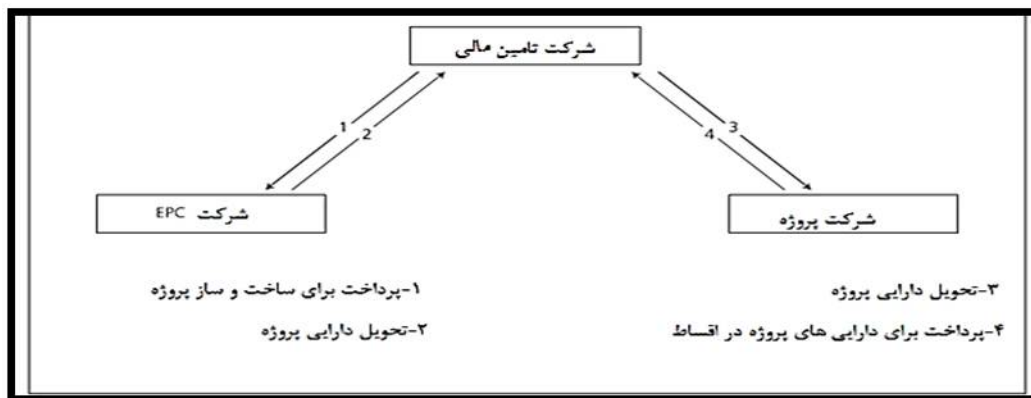 شرکت تامین مالی
1
2
3
4
شرکت EPC
شرکت پروژه
۱-پرداخت برای ساخت و ساز پروژه
۲-تحویل دارایی پروژه
۳-تحویل دارایی پروژه
۴-پرداخت برای دارایی های پروژه در اقساط